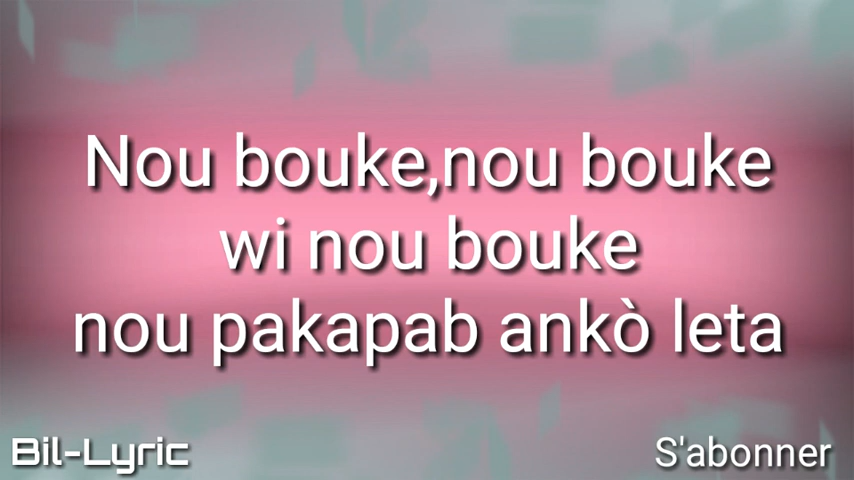 Nou bouke,nou bouke
wi nou bouke
nou pakapab ankò leta
Bil-Lyric
S'abonner